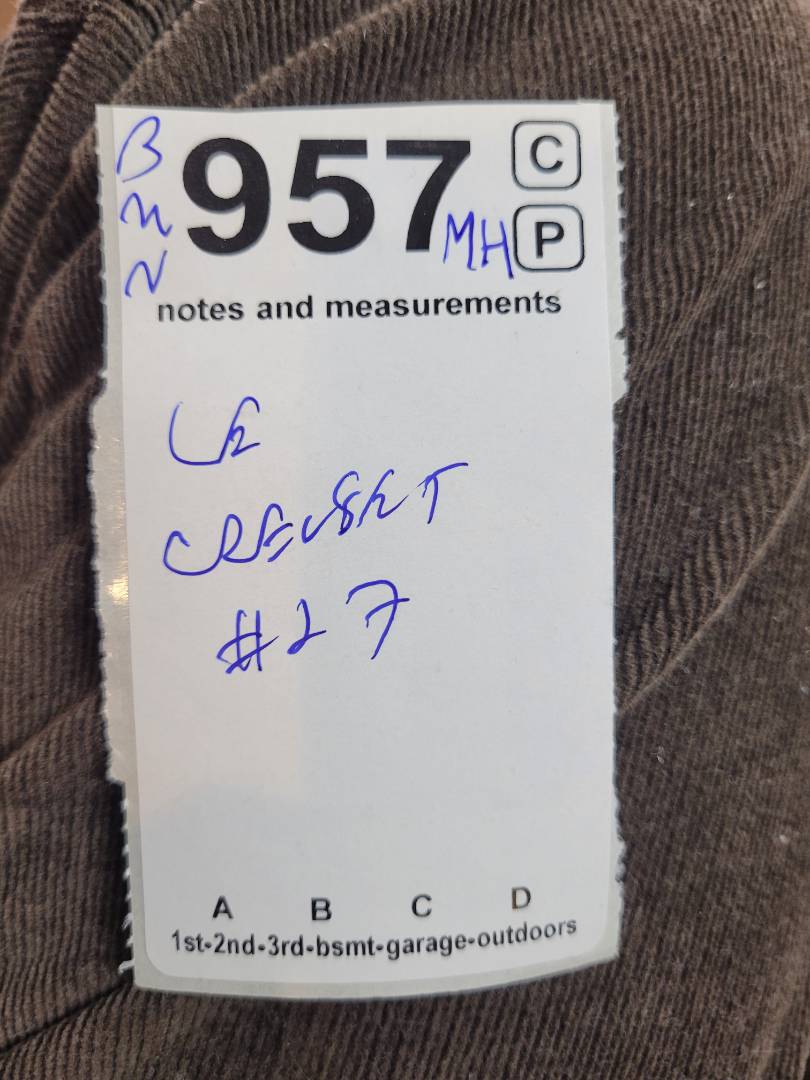 B
N
N
957
MH
C
P
notes and measurements
LE
CREUSET
#27
A B C D
1st-2nd-3rd-bsmt-garage-outdoors